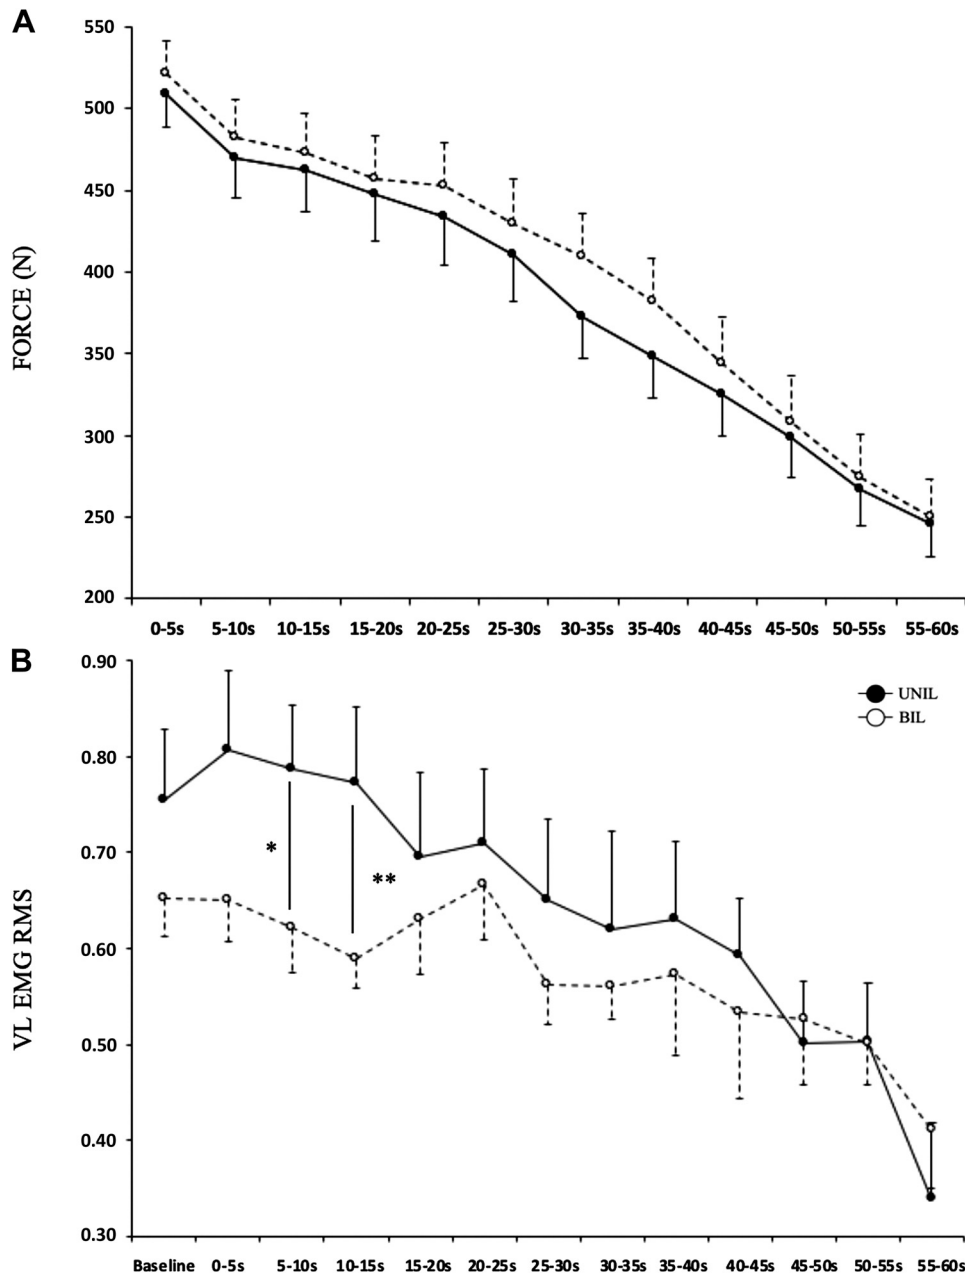 A
FORCE (N)
550
500
450
400
350
300
250
200
0-5s 5-10s 10-15s 15-20s 20-25s 25-30s 30-35s 35-40s 40-45s 45-50s 50-55s 55-60s
B
VL EMG RMS
0.90
0.80
0.70
0.60
0.50
0.40
0.30
UNIL
BIL
*
**
Baseline 0-5s 5-10s 10-15s 15-20s 20-25s 25-30s 30-35s 35-40s 40-45s 45-50s 50-55s 55-60s